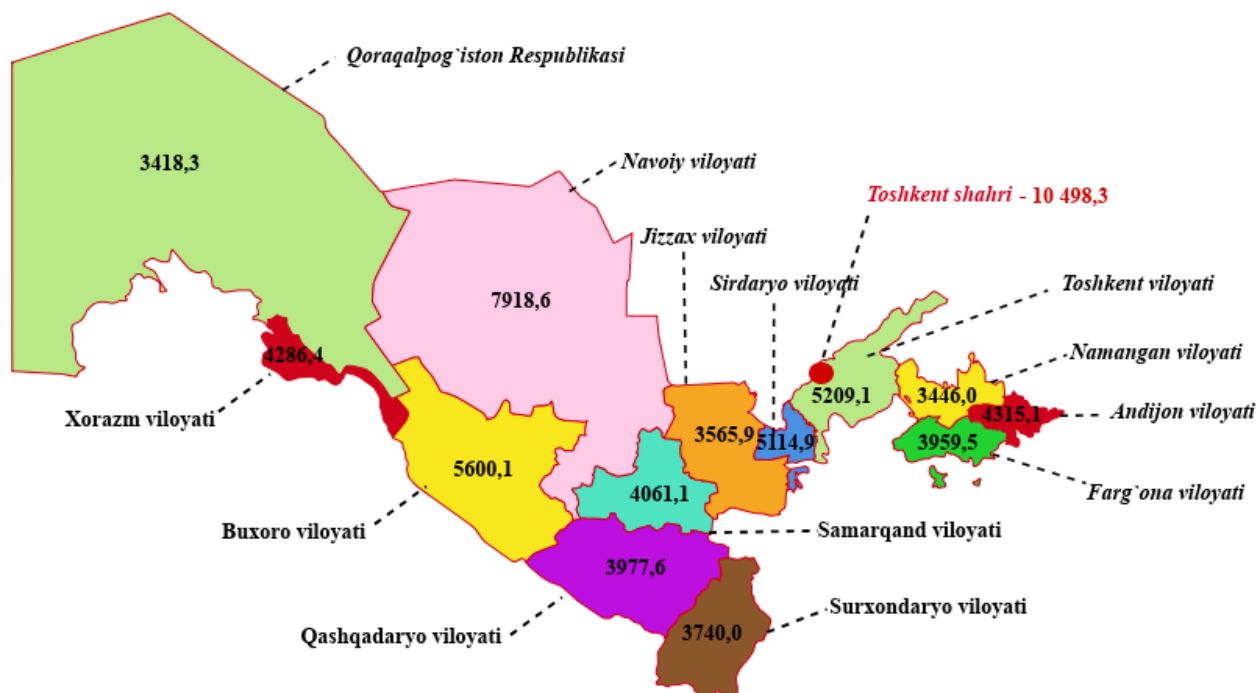 Qoraqalpog`iston Respublikasi
3418,3
Navoiy viloyati
Toshkent shahri - 10 498,3
Jizzax viloyati
Sirdaryo viloyati
Toshkent viloyati
7918,6
4286,4
Namangan viloyati
5209,1
3446,0
Xorazm viloyati
4315,1
Andijon viloyati
3565,9
5114,9
3959,5
5600,1
4061,1
Farg`ona viloyati
Buxoro viloyati
Samarqand viloyati
3977,6
Surxondaryo viloyati
Qashqadaryo viloyati
3740,0